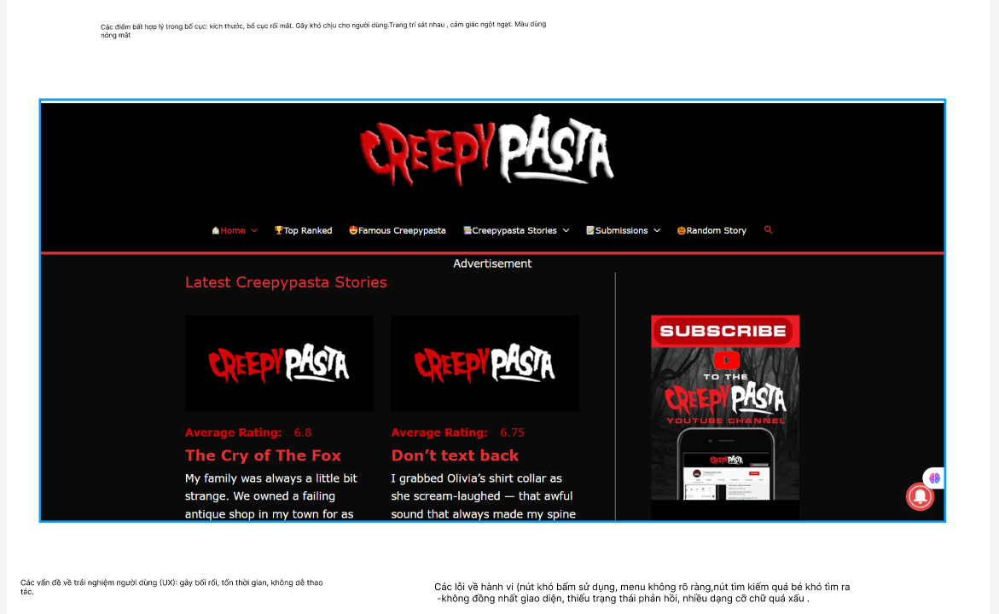 Các điểm bất hợp lý trong bố cục: kích thước, bố cục rối mắt. Gây khó chịu cho người dùng.Trang trí sát nhau , cảm giác ngột ngạt. Màu dùng
nóng mắt
CREEPYPASTA
Home
Top Ranked
Famous Creepypasta
Creepypasta Stories
Submissions
Random Story
Advertisement
Latest Creepypasta Stories
CREEPYPASTA
CREEPYPASTA
SUBSCRIBE
TO THE
CREEPYPASTA
YOUTUBE CHANNEL
CREEPYPASTA
Average Rating: 6.8
Average Rating: 6.75
The Cry of The Fox
Don’t text back
My family was always a little bit
strange. We owned a failing
antique shop in my town for as
I grabbed Olivia’s shirt collar as
she scream-laughed — that awful
sound that always made my spine
Các vấn đề về trải nghiệm người dùng (UX): gây bối rối, tốn thời gian, không dễ thao
tác.
Các lỗi về hành vi (nút khó bấm sử dụng, menu không rõ ràng,nút tìm kiếm quá bé khó tìm ra
-không đồng nhất giao diện, thiếu trạng thái phản hồi, nhiều dạng cỡ chữ quá xấu .